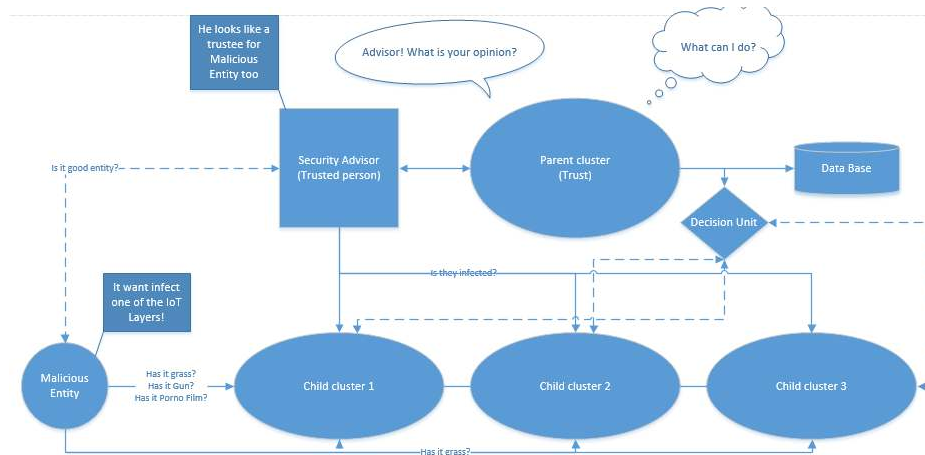 He looks like a
trustee for
Malicious
Entity too
Advisor! What is your opinion?
What can I do?
Is it good entity?
Security Advisor
(Trusted person)
Parent cluster
(Trust)
Data Base
Decision Unit
Is they infected?
It want infect
one of the IoT
Layers!
Malicious
Entity
Has it grass?
Has it Gun?
Has it Porno Film?
Child cluster 1
Child cluster 2
Child cluster 3
Has it grass?